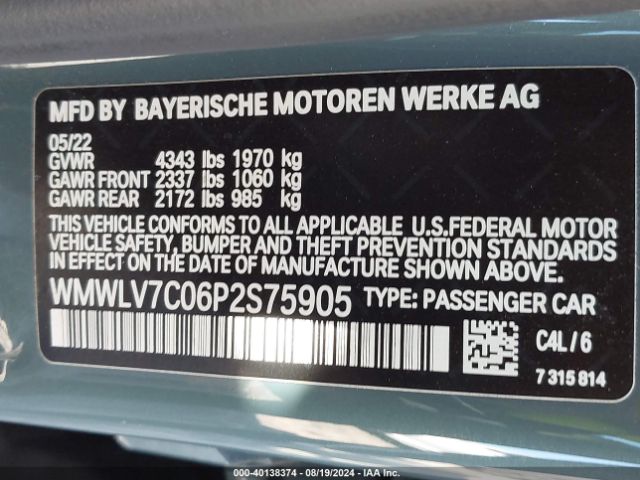 MFD BY BAYERISCHE MOTOREN WERKE AG
05/22
GVWR 4343 lbs 1970 kg
GAWR FRONT 2337 lbs 1060 kg
GAWR REAR 2172 lbs 985 kg
THIS VEHICLE CONFORMS TO ALL APPLICABLE U.S.FEDERAL MOTOR
VEHICLE SAFETY, BUMPER AND THEFT PREVENTION STANDARDS
IN EFFECT ON THE DATE OF MANUFACTURE SHOWN ABOVE.
WMWLV7C06P2S75905 TYPE: PASSENGER CAR
C4L/6
7315814
000-40138374 - 08/19/2024 - IAA Inc.